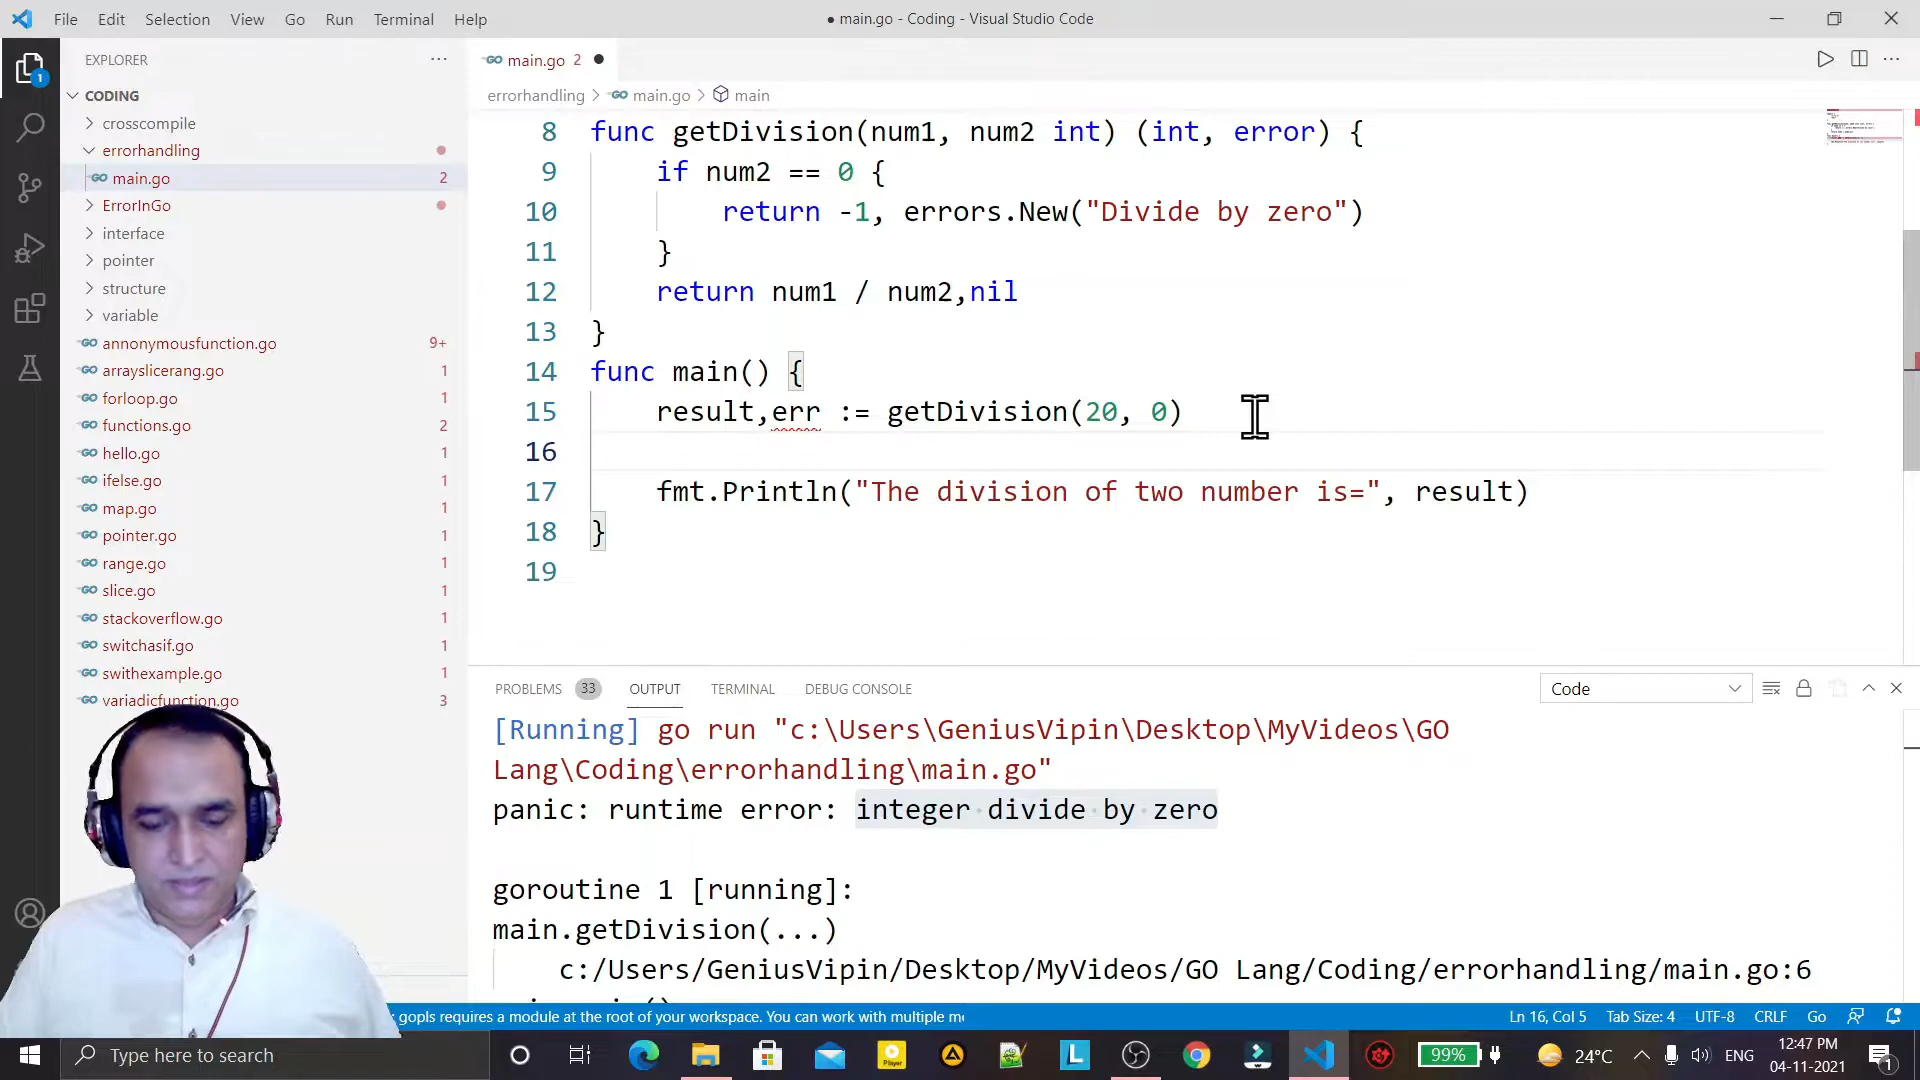 File Edit Selection View Go Run Terminal Help
● main.go - Coding - Visual Studio Code
EXPLORER
main.go 2
CODING
errorhandling > main.go > main
crosscompile
errorhandling
main.go 2
ErrorInGo
interface
pointer
structure
variable
annonymousfunction.go 9+
arrayslicerang.go 1
forloop.go 1
functions.go 2
hello.go 1
ifelse.go 1
map.go 1
pointer.go 1
range.go 1
slice.go 1
stackoverflow.go 1
switchasif.go 1
swithexample.go 1
variadicfunction.go 3
8 func getDivision(num1, num2 int) (int, error) {
9 if num2 == 0 {
10 return -1, errors.New("Divide by zero")
11 }
12 return num1 / num2,nil
13 }
14 func main() {
15 result,err := getDivision(20, 0)
16
17 fmt.Println("The division of two number is=", result)
18 }
19
PROBLEMS 33 OUTPUT TERMINAL DEBUG CONSOLE Code
[Running] go run "c:\Users\GeniusVipin\Desktop\MyVideos\GO
Lang\Coding\errorhandling\main.go"
panic: runtime error: integer divide by zero
goroutine 1 [running]:
main.getDivision(...)
c:/Users/GeniusVipin/Desktop/MyVideos/GO Lang/Coding/errorhandling/main.go:6
gopls requires a module at the root of your workspace. You can work with multiple
Ln 16, Col 5 Tab Size: 4 UTF-8 CRLF Go
Type here to search
99% 24°C ENG
12:47 PM
04-11-2021